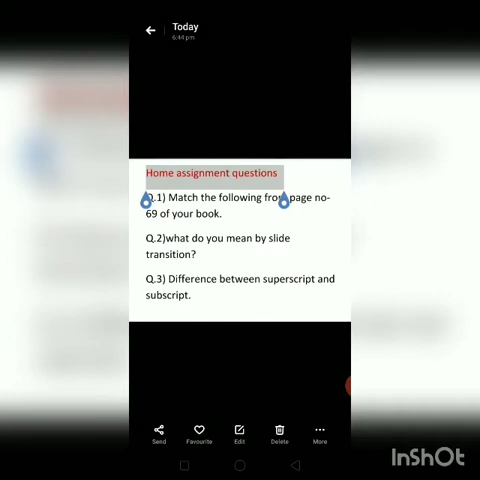 Today
6:44 pm
Home assignment questions
Q.1) Match the following from page no-
69 of your book.
Q.2)what do you mean by slide
transition?
Q.3) Difference between superscript and
subscript.
Send Favourite Edit Delete More
InShOt